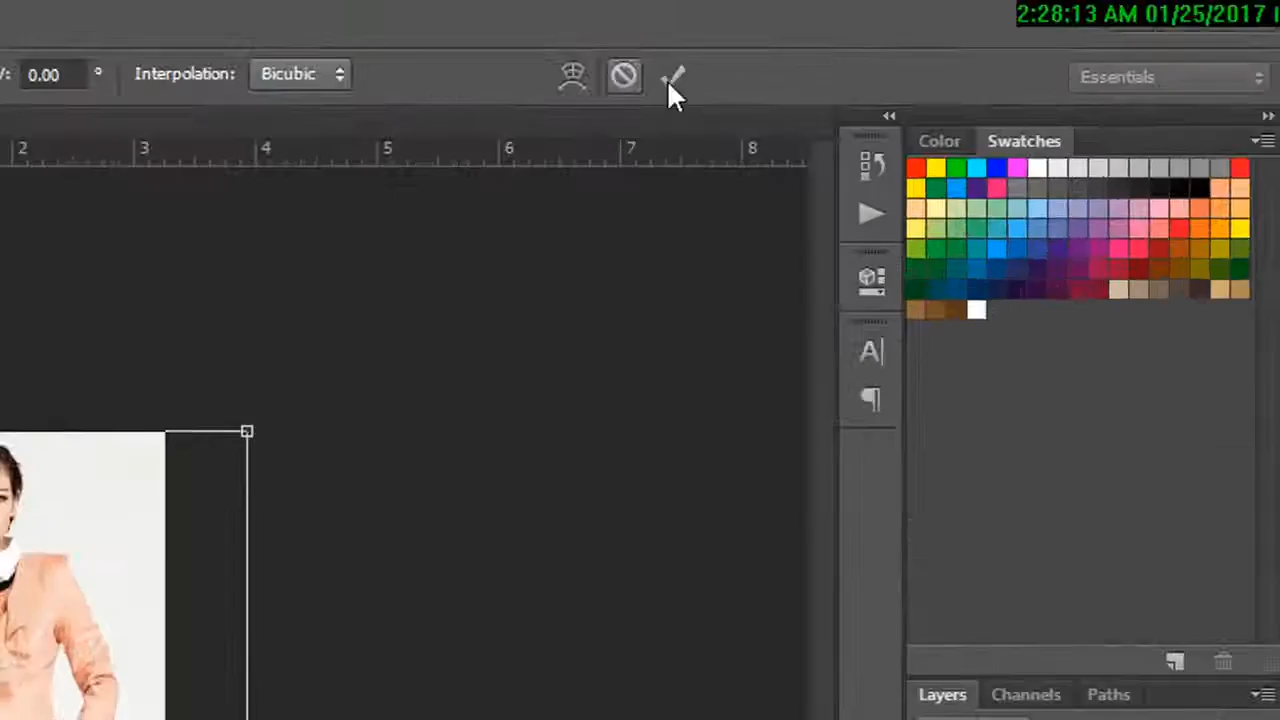 2:28:13 AM 01/25/2017
V: 0.00 ° Interpolation: Bicubic
Essentials
2 3 4 5 6 7 8
Color Swatches
A
Layers Channels Paths